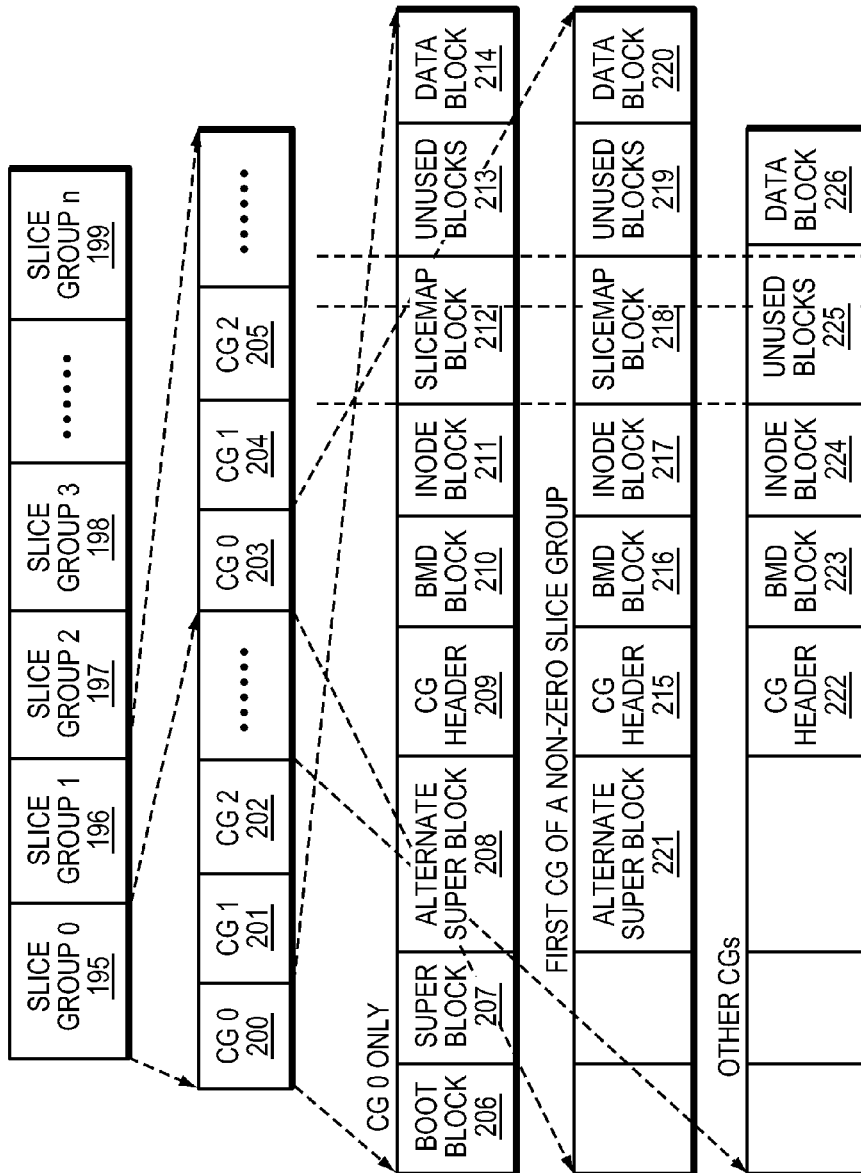 SLICE
GROUP 0
195
SLICE
GROUP 1
196
SLICE
GROUP 2
197
SLICE
GROUP 3
198
••••••
SLICE
GROUP n
199
CG 0
200
CG 1
201
CG 2
202
••••••
CG 0
203
CG 1
204
CG 2
205
••••••
CG 0 ONLY
BOOT
BLOCK
206
SUPER
BLOCK
207
ALTERNATE
SUPER BLOCK
208
CG
HEADER
209
BMD
BLOCK
210
INODE
BLOCK
211
SLICEMAP
BLOCK
212
UNUSED
BLOCKS
213
DATA
BLOCK
214
FIRST CG OF A NON-ZERO SLICE GROUP
ALTERNATE
SUPER BLOCK
221
CG
HEADER
215
BMD
BLOCK
216
INODE
BLOCK
217
SLICEMAP
BLOCK
218
UNUSED
BLOCKS
219
DATA
BLOCK
220
OTHER CGs
CG
HEADER
222
BMD
BLOCK
223
INODE
BLOCK
224
UNUSED
BLOCKS
225
DATA
BLOCK
226